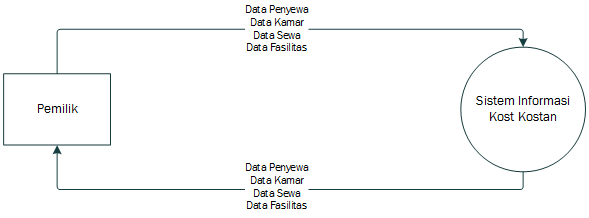 Data Penyewa
Data Kamar
Data Sewa
Data Fasilitas
Pemilik
Sistem Informasi
Kost Kostan
Data Penyewa
Data Kamar
Data Sewa
Data Fasilitas